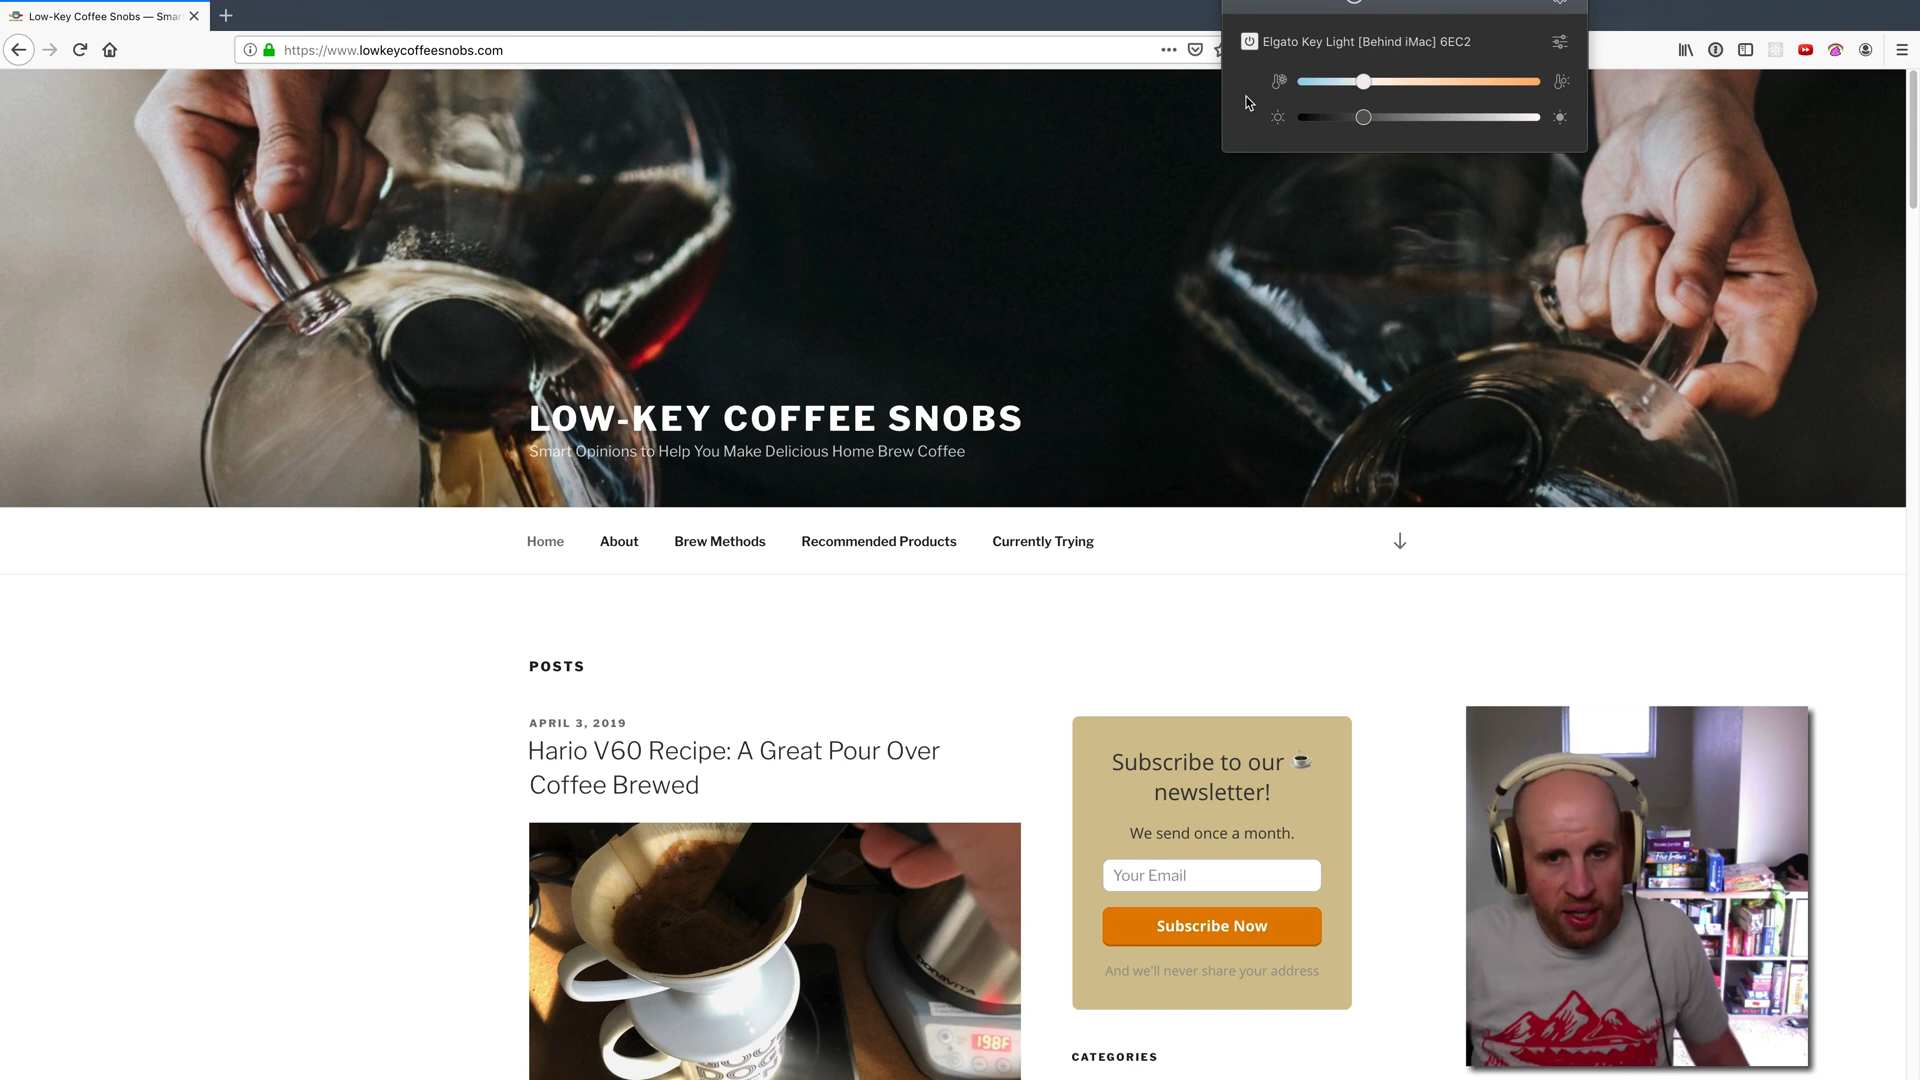 Low-Key Coffee Snobs — Smar
https://www.lowkeycoffeesnobs.com
Elgato Key Light [Behind iMac] 6EC2
LOW-KEY COFFEE SNOBS
Smart Opinions to Help You Make Delicious Home Brew Coffee
Home
About
Brew Methods
Recommended Products
Currently Trying
POSTS
APRIL 3, 2019
Hario V60 Recipe: A Great Pour Over
Coffee Brewed
bonavita
198F
Subscribe to our ☕
newsletter!
We send once a month.
Your Email
Subscribe Now
And we'll never share your address
CATEGORIES